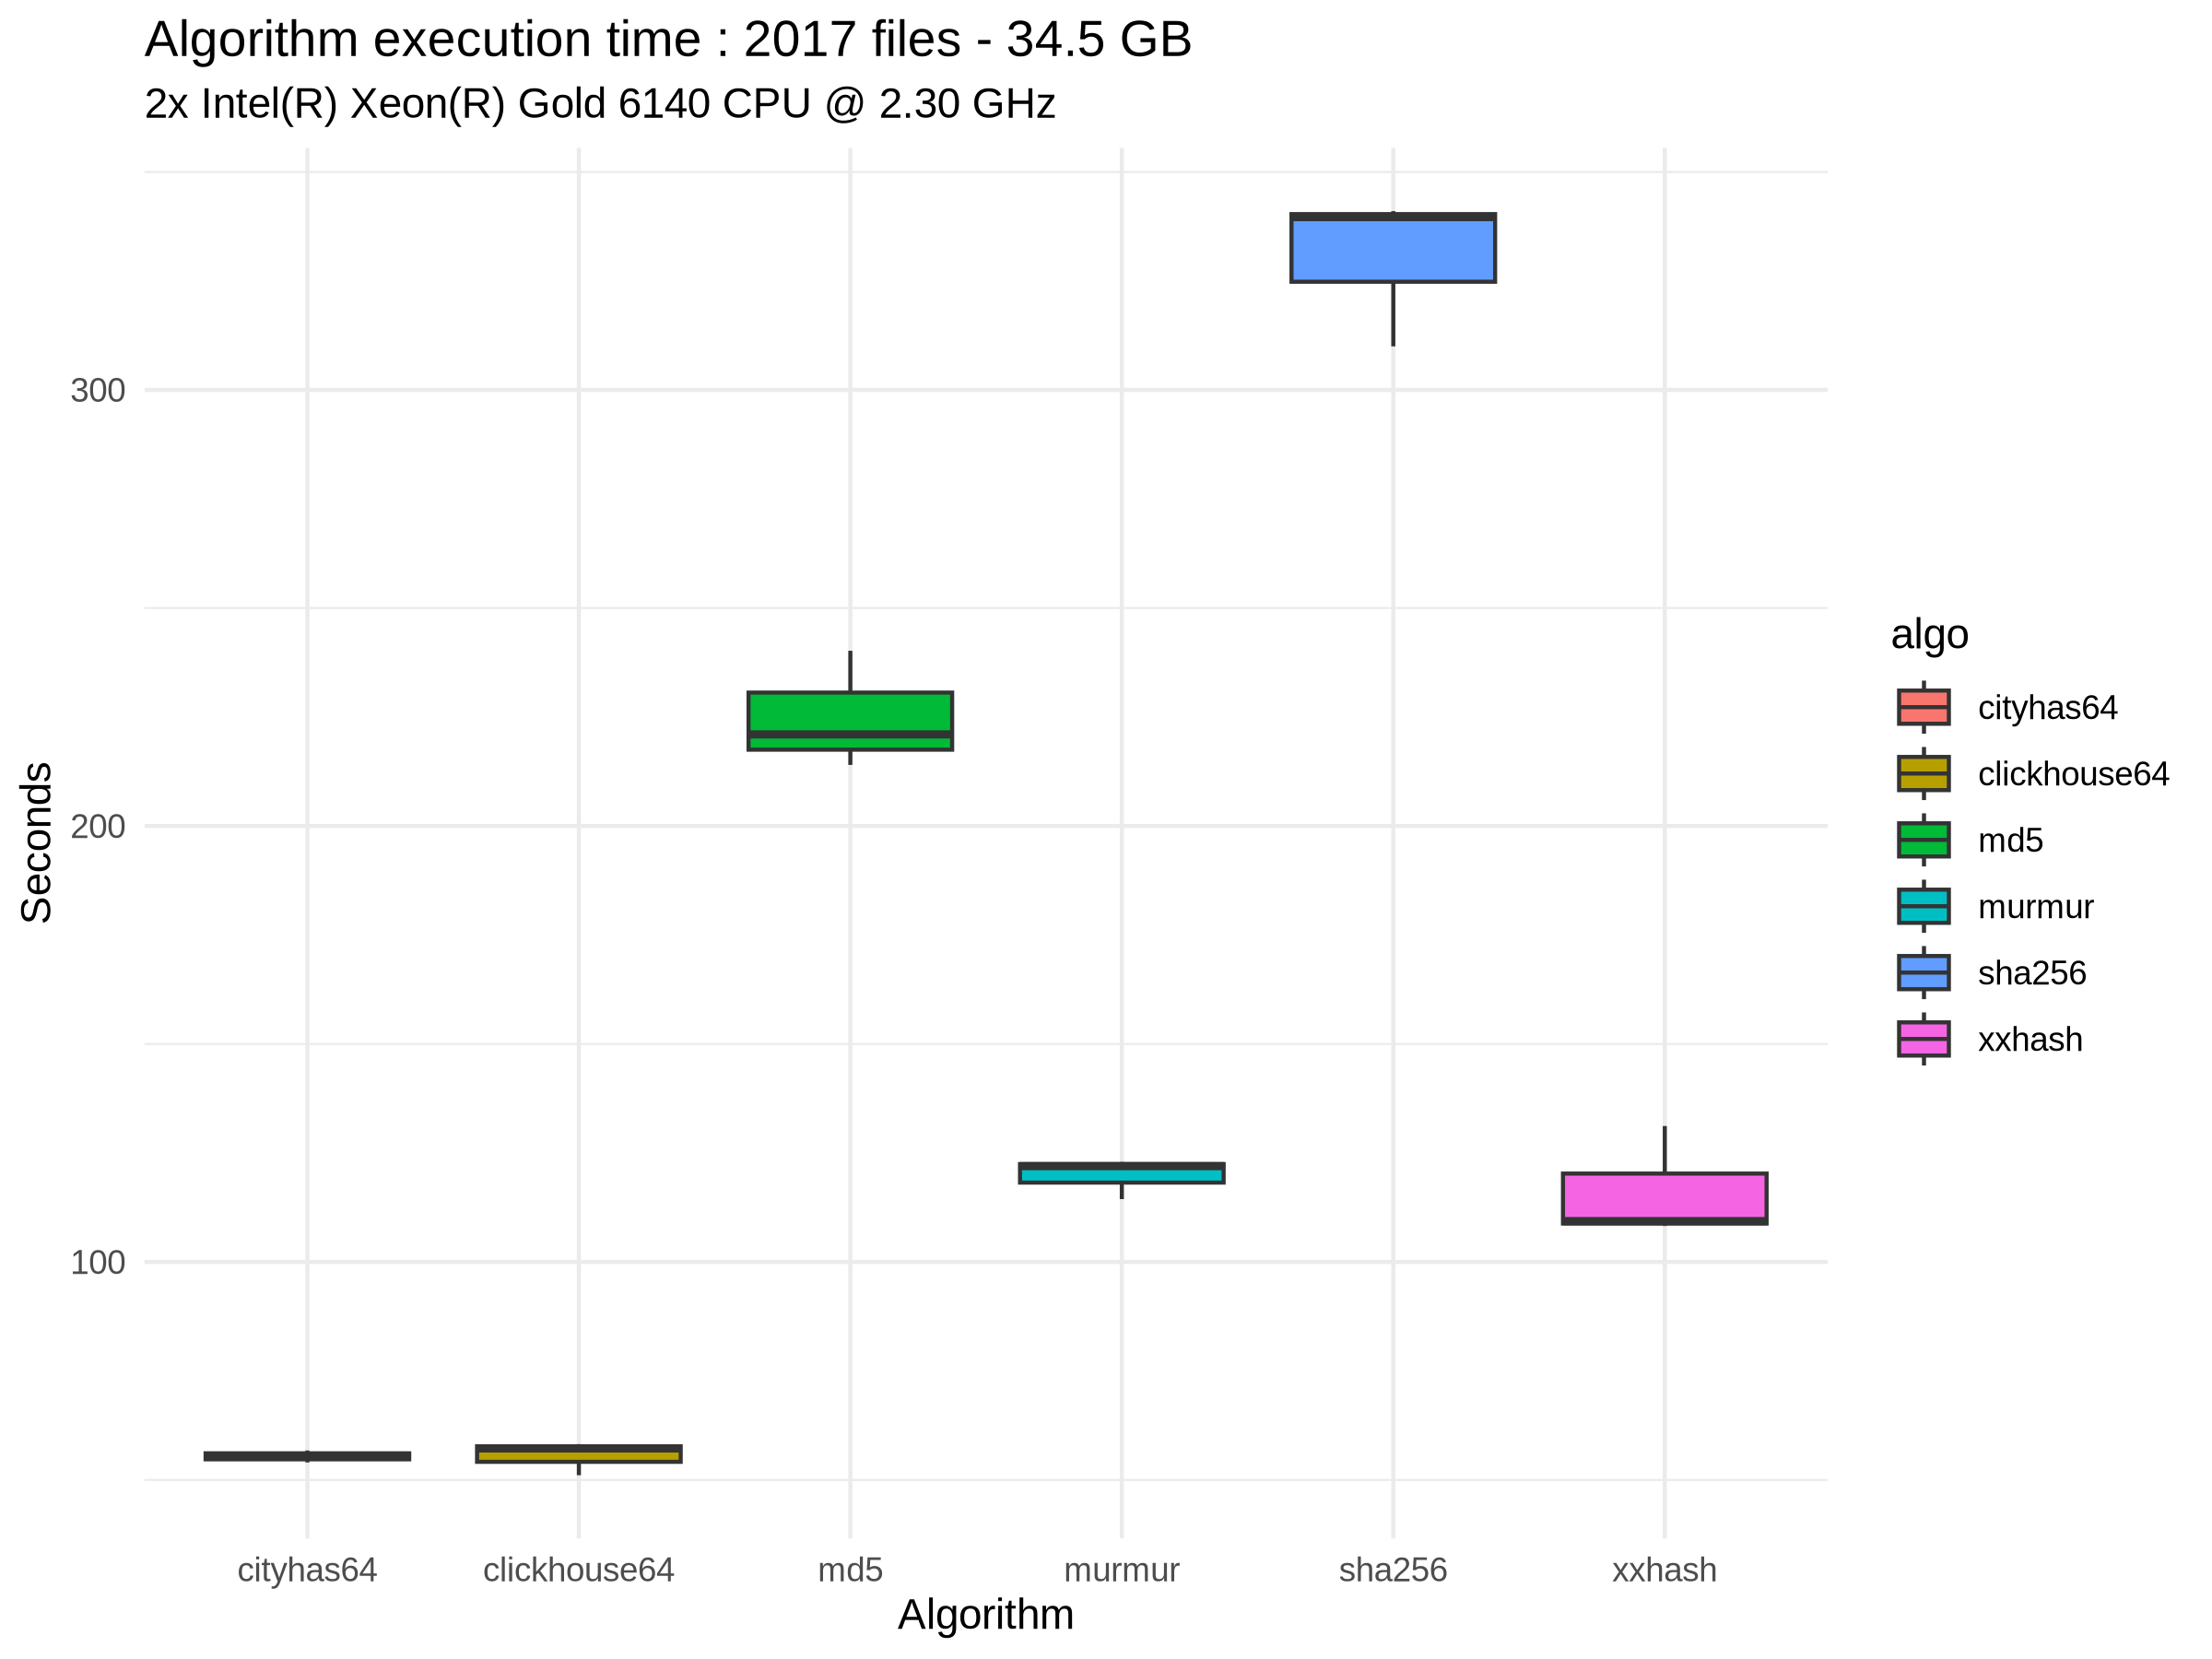 Algorithm execution time : 2017 files - 34.5 GB
2x Intel(R) Xeon(R) Gold 6140 CPU @ 2.30 GHz
Seconds
300
200
100
cityhas64
clickhouse64
md5
murmur
sha256
xxhash
Algorithm
algo
cityhas64
clickhouse64
md5
murmur
sha256
xxhash